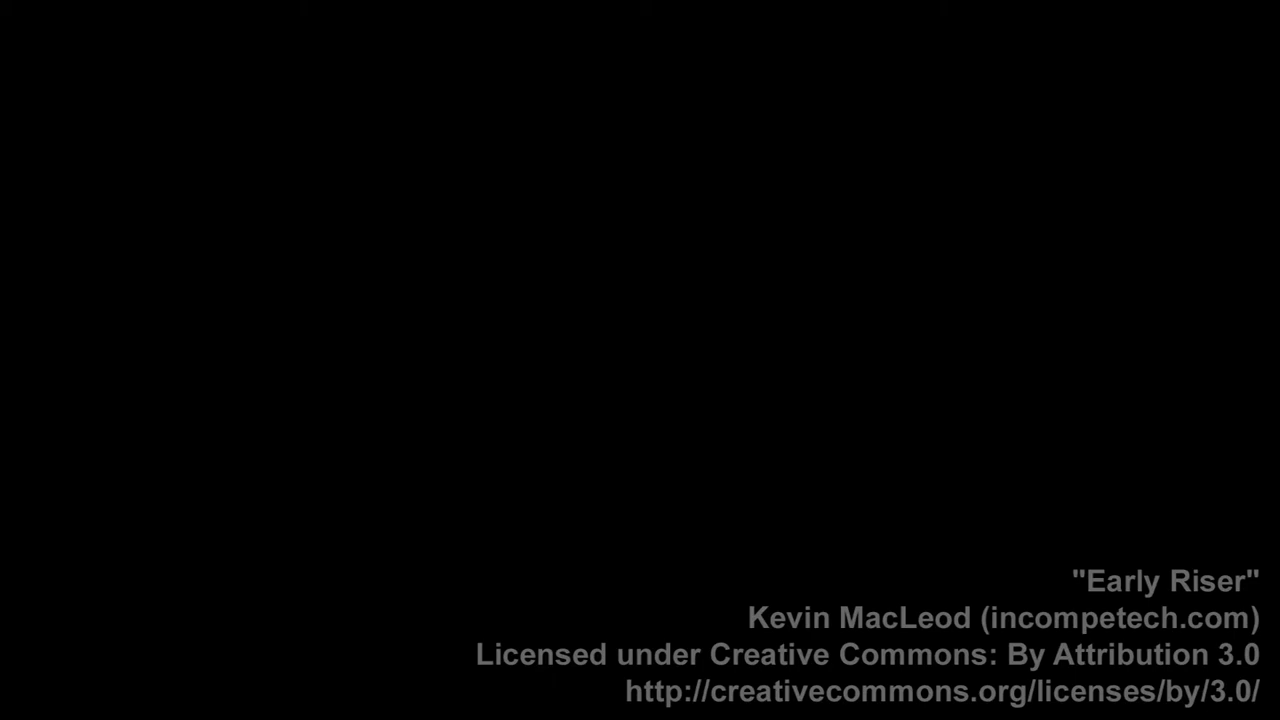 "Early Riser"
Kevin MacLeod (incompetech.com)
Licensed under Creative Commons: By Attribution 3.0
http://creativecommons.org/licenses/by/3.0/